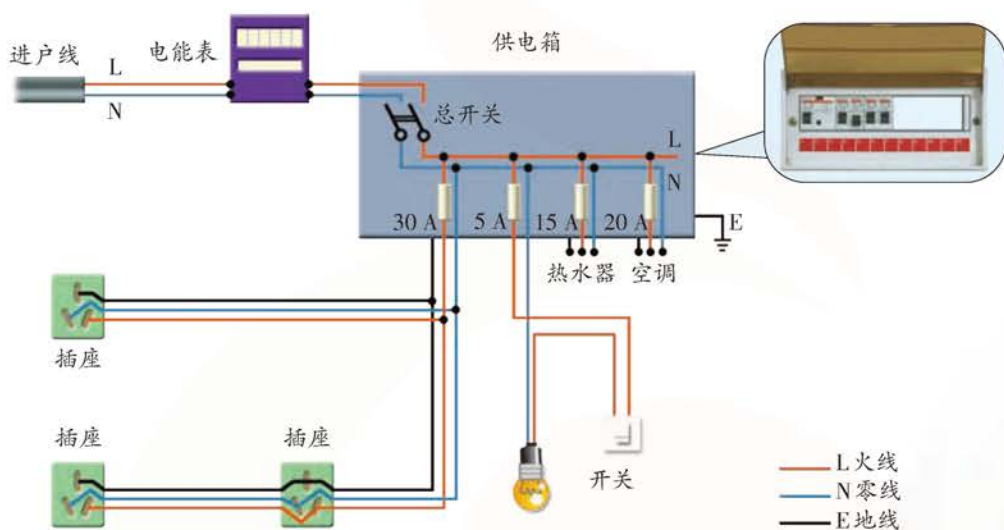 供电箱
电能表
进户线
L
N
总开关
L
N
30 A
5 A
15 A
20 A
E
热水器
空调
插座
插座
插座
开关
L火线
N零线
E地线